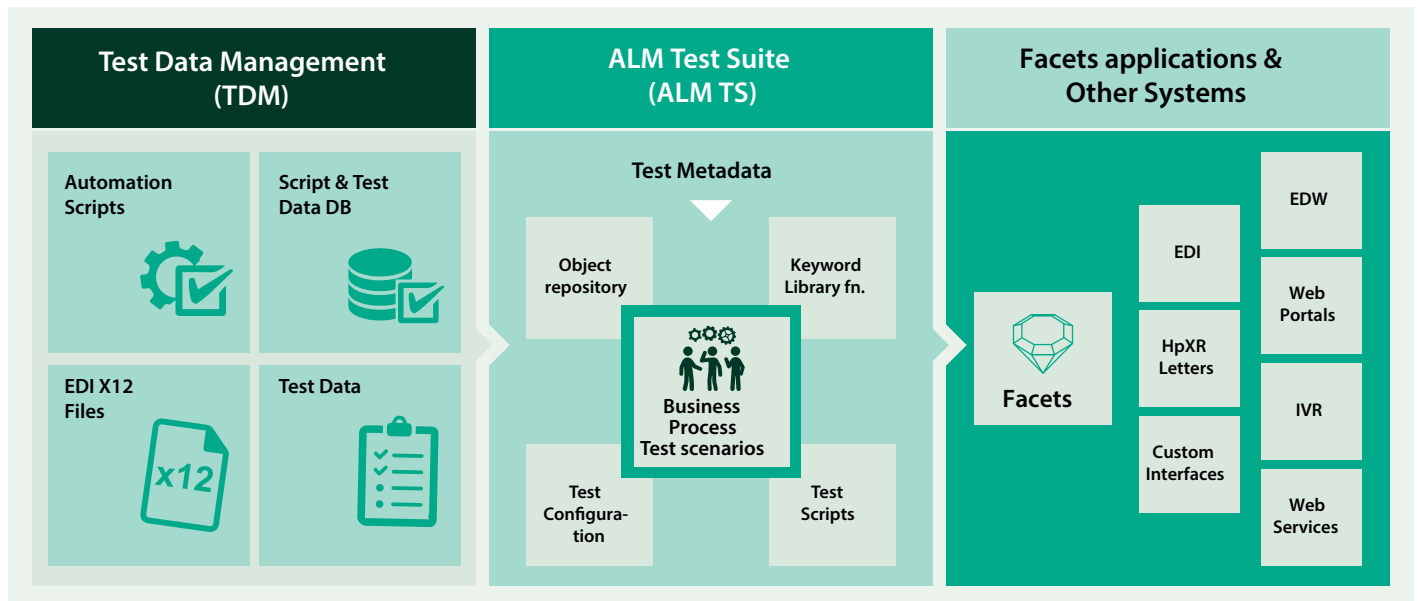 Test Data Management
(TDM)
ALM Test Suite
(ALM TS)
Facets applications &
Other Systems
Automation
Scripts
Script & Test
Data DB
EDI X12
Files
x12
Test Data
Test Metadata
Object
repository
Keyword
Library fn.
Business
Process
Test scenarios
Test
Configura-
tion
Test
Scripts
Facets
EDI
HpXR
Letters
Custom
Interfaces
EDW
Web
Portals
IVR
Web
Services